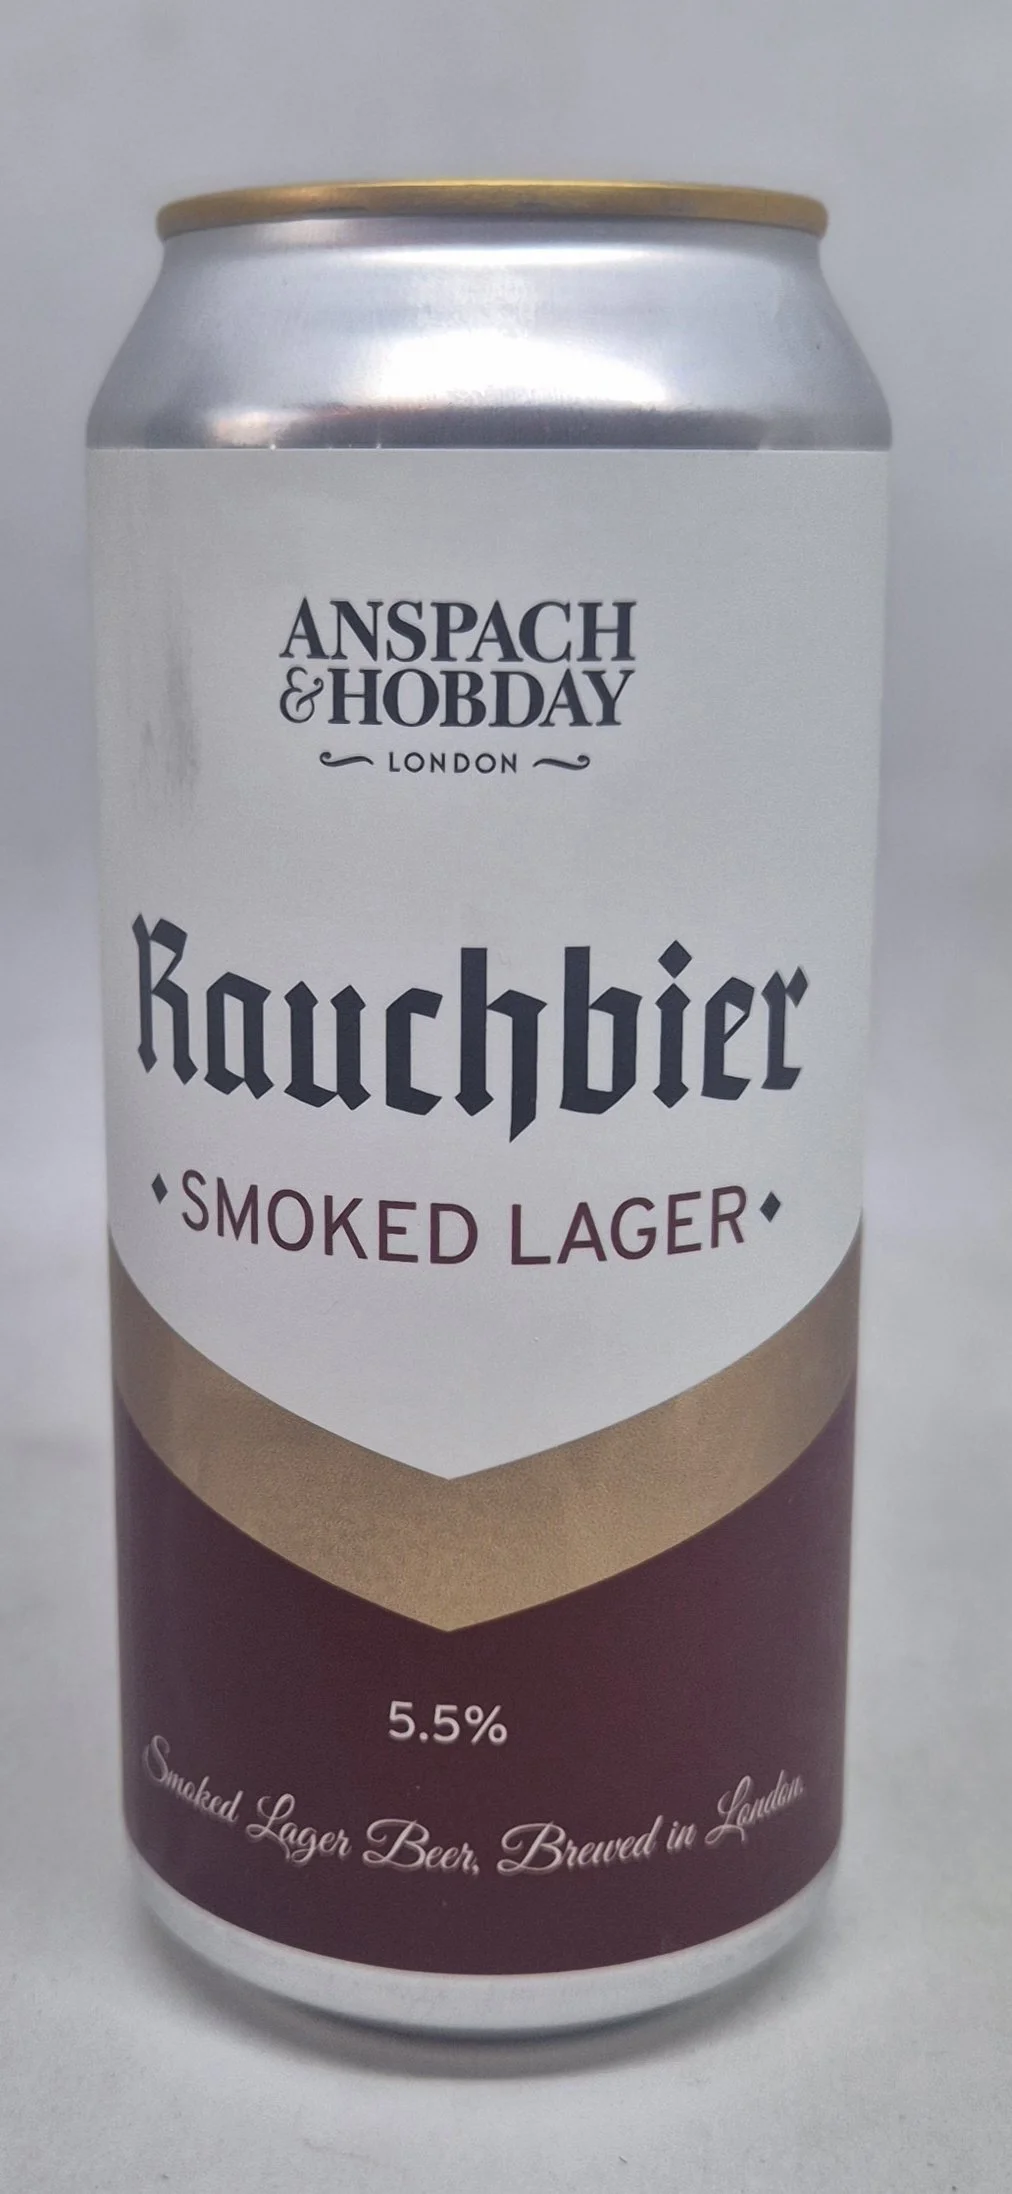 ANSPACH
&HOBDAY
LONDON
Rauchbier
SMOKED LAGER
5.5%
Smoked Lager Beer, Brewed in London.